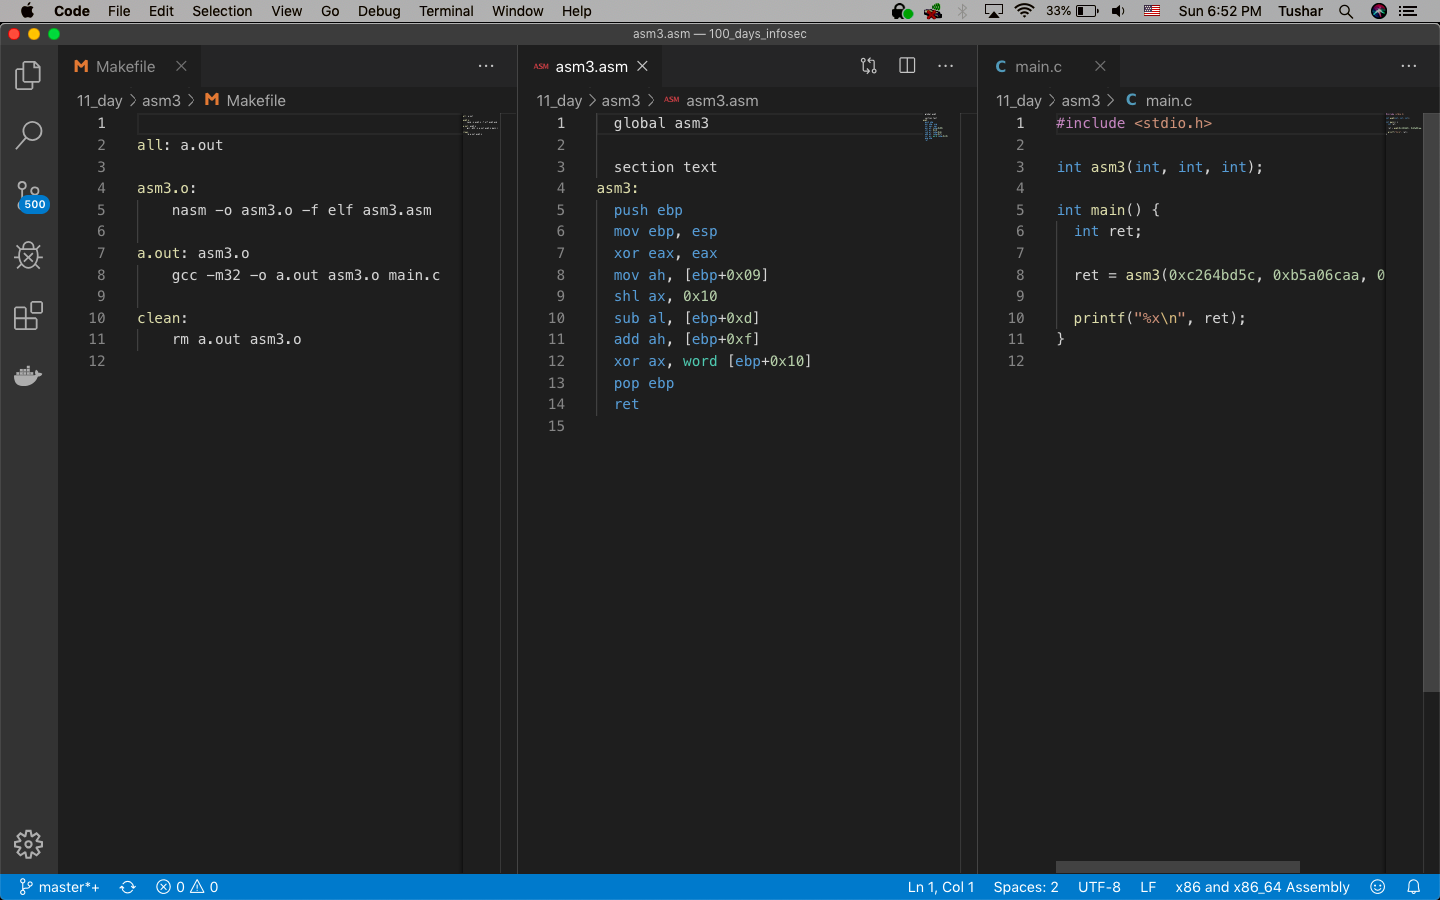 Code File Edit Selection View Go Debug Terminal Window Help 33% Sun 6:52 PM Tushar
asm3.asm — 100_days_infosec
M Makefile
11_day > asm3 > M Makefile
1
2 all: a.out
3
4 asm3.o:
5 nasm -o asm3.o -f elf asm3.asm
6
7 a.out: asm3.o
8 gcc -m32 -o a.out asm3.o main.c
9
10 clean:
11 rm a.out asm3.o
12
ASM asm3.asm
11_day > asm3 > ASM asm3.asm
1 global asm3
2
3 section text
4 asm3:
5 push ebp
6 mov ebp, esp
7 xor eax, eax
8 mov ah, [ebp+0x09]
9 shl ax, 0x10
10 sub al, [ebp+0xd]
11 add ah, [ebp+0xf]
12 xor ax, word [ebp+0x10]
13 pop ebp
14 ret
15
C main.c
11_day > asm3 > C main.c
1 #include <stdio.h>
2
3 int asm3(int, int, int);
4
5 int main() {
6 int ret;
7
8 ret = asm3(0xc264bd5c, 0xb5a06caa, 0
9
10 printf("%x\n", ret);
11 }
12
500
master*+ 0 0 Ln 1, Col 1 Spaces: 2 UTF-8 LF x86 and x86_64 Assembly